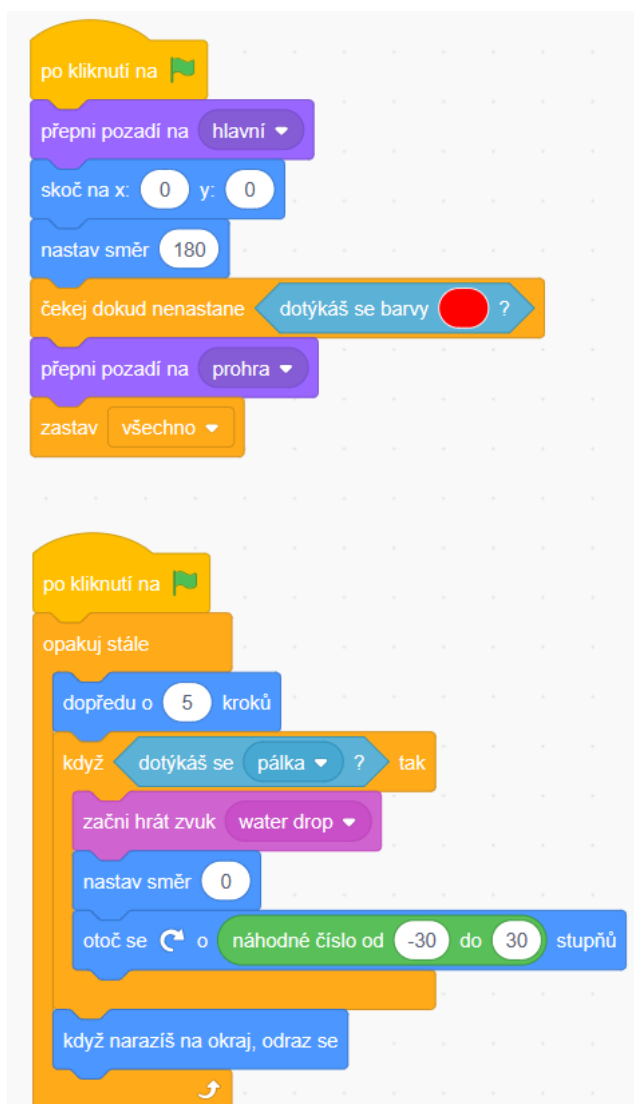 po kliknutí na
přepni pozadí na hlavní
skoč na x: 0 y: 0
nastav směr 180
čekej dokud nenastane dotýkáš se barvy ?
přepni pozadí na prohra
zastav všechno
po kliknutí na
opakuj stále
dopředu o 5 kroků
když dotýkáš se pálka ? tak
začni hrát zvuk water drop
nastav směr 0
otoč se o náhodné číslo od -30 do 30 stupňů
když narazíš na okraj, odraz se